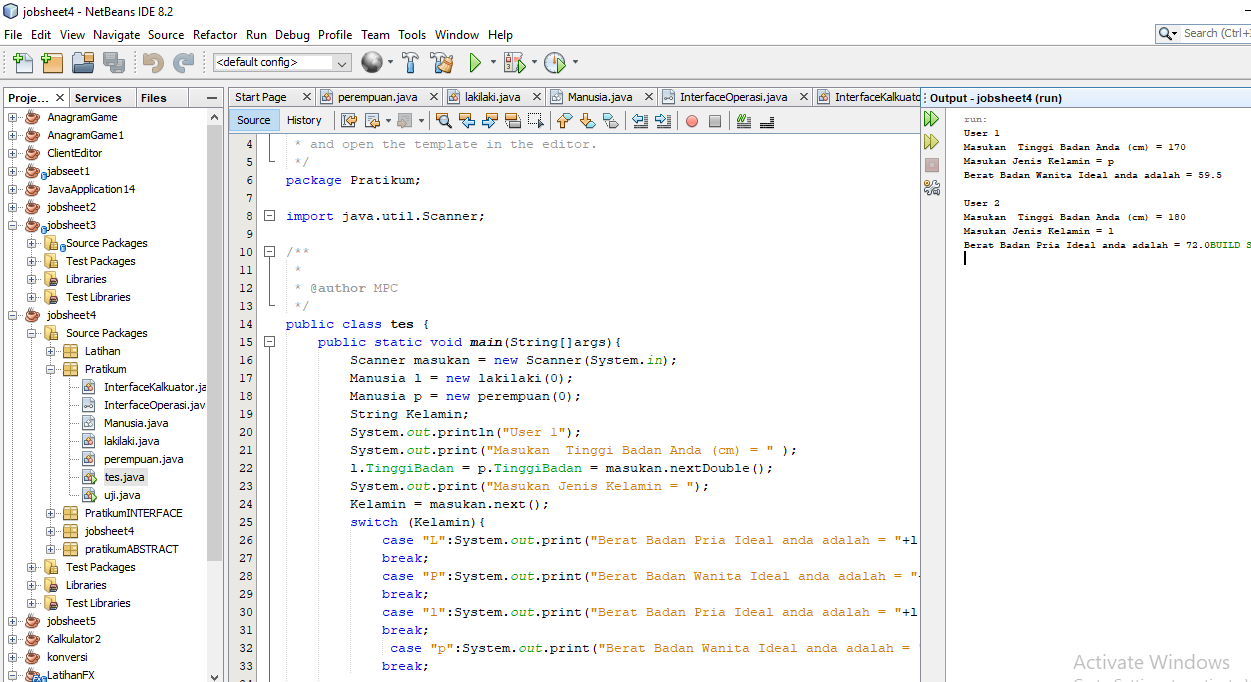 jobsheet4 - NetBeans IDE 8.2
File Edit View Navigate Source Refactor Run Debug Profile Team Tools Window Help
Search (Ctrl+I
<default config>
Proje... Services Files
AnagramGame
AnagramGame1
ClientEditor
jabseet1
JavaApplication14
jobsheet2
jobsheet3
Source Packages
Test Packages
Libraries
Test Libraries
jobsheet4
Source Packages
Latihan
Pratikum
InterfaceKalkuator.ja
InterfaceOperasi.jav
Manusia.java
lakilaki.java
perempuan.java
tes.java
uji.java
PratikumINTERFACE
jobsheet4
pratikumABSTRACT
Test Packages
Libraries
Test Libraries
jobsheet5
Kalkulator2
konversi
LatihanFX
Start Page perempuan.java lakilaki.java Manusia.java InterfaceOperasi.java InterfaceKalkuato
Source History
4 * and open the template in the editor.
5 */
6 package Pratikum;
7
8 import java.util.Scanner;
9
10 /**
11 *
12 * @author MPC
13 */
14 public class tes {
15 public static void main(String[]args){
16 Scanner masukan = new Scanner(System.in);
17 Manusia l = new lakilaki(0);
18 Manusia p = new perempuan(0);
19 String Kelamin;
20 System.out.println("User 1");
21 System.out.print("Masukan  Tinggi Badan Anda (cm) = " );
22 l.TinggiBadan = p.TinggiBadan = masukan.nextDouble();
23 System.out.print("Masukan Jenis Kelamin = ");
24 Kelamin = masukan.next();
25 switch (Kelamin){
26 case "L":System.out.print("Berat Badan Pria Ideal anda adalah = "+l
27 break;
28 case "P":System.out.print("Berat Badan Wanita Ideal anda adalah = "+
29 break;
30 case "l":System.out.print("Berat Badan Pria Ideal anda adalah = "+l
31 break;
32 case "p":System.out.print("Berat Badan Wanita Ideal anda adalah = "
33 break;
Output - jobsheet4 (run)
run:
User 1
Masukan  Tinggi Badan Anda (cm) = 170
Masukan Jenis Kelamin = p
Berat Badan Wanita Ideal anda adalah = 59.5
User 2
Masukan  Tinggi Badan Anda (cm) = 180
Masukan Jenis Kelamin = l
Berat Badan Pria Ideal anda adalah = 72.0BUILD S
Activate Windows